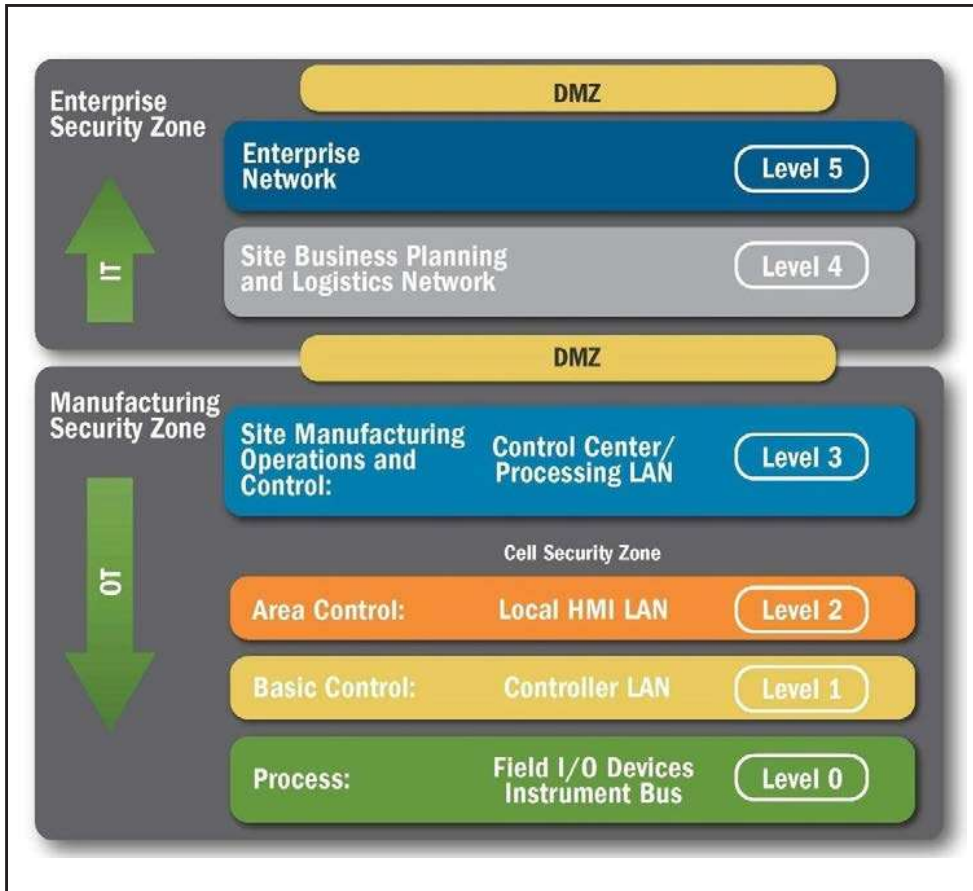 DMZ
Enterprise
Security Zone
Enterprise
Network
Level 5
IT
Site Business Planning
and Logistics Network
Level 4
DMZ
Manufacturing
Security Zone
Site Manufacturing
Operations and
Control:
Control Center/
Processing LAN
Level 3
OT
Cell Security Zone
Area Control:
Local HMI LAN
Level 2
Basic Control:
Controller LAN
Level 1
Process:
Field I/O Devices
Instrument Bus
Level 0